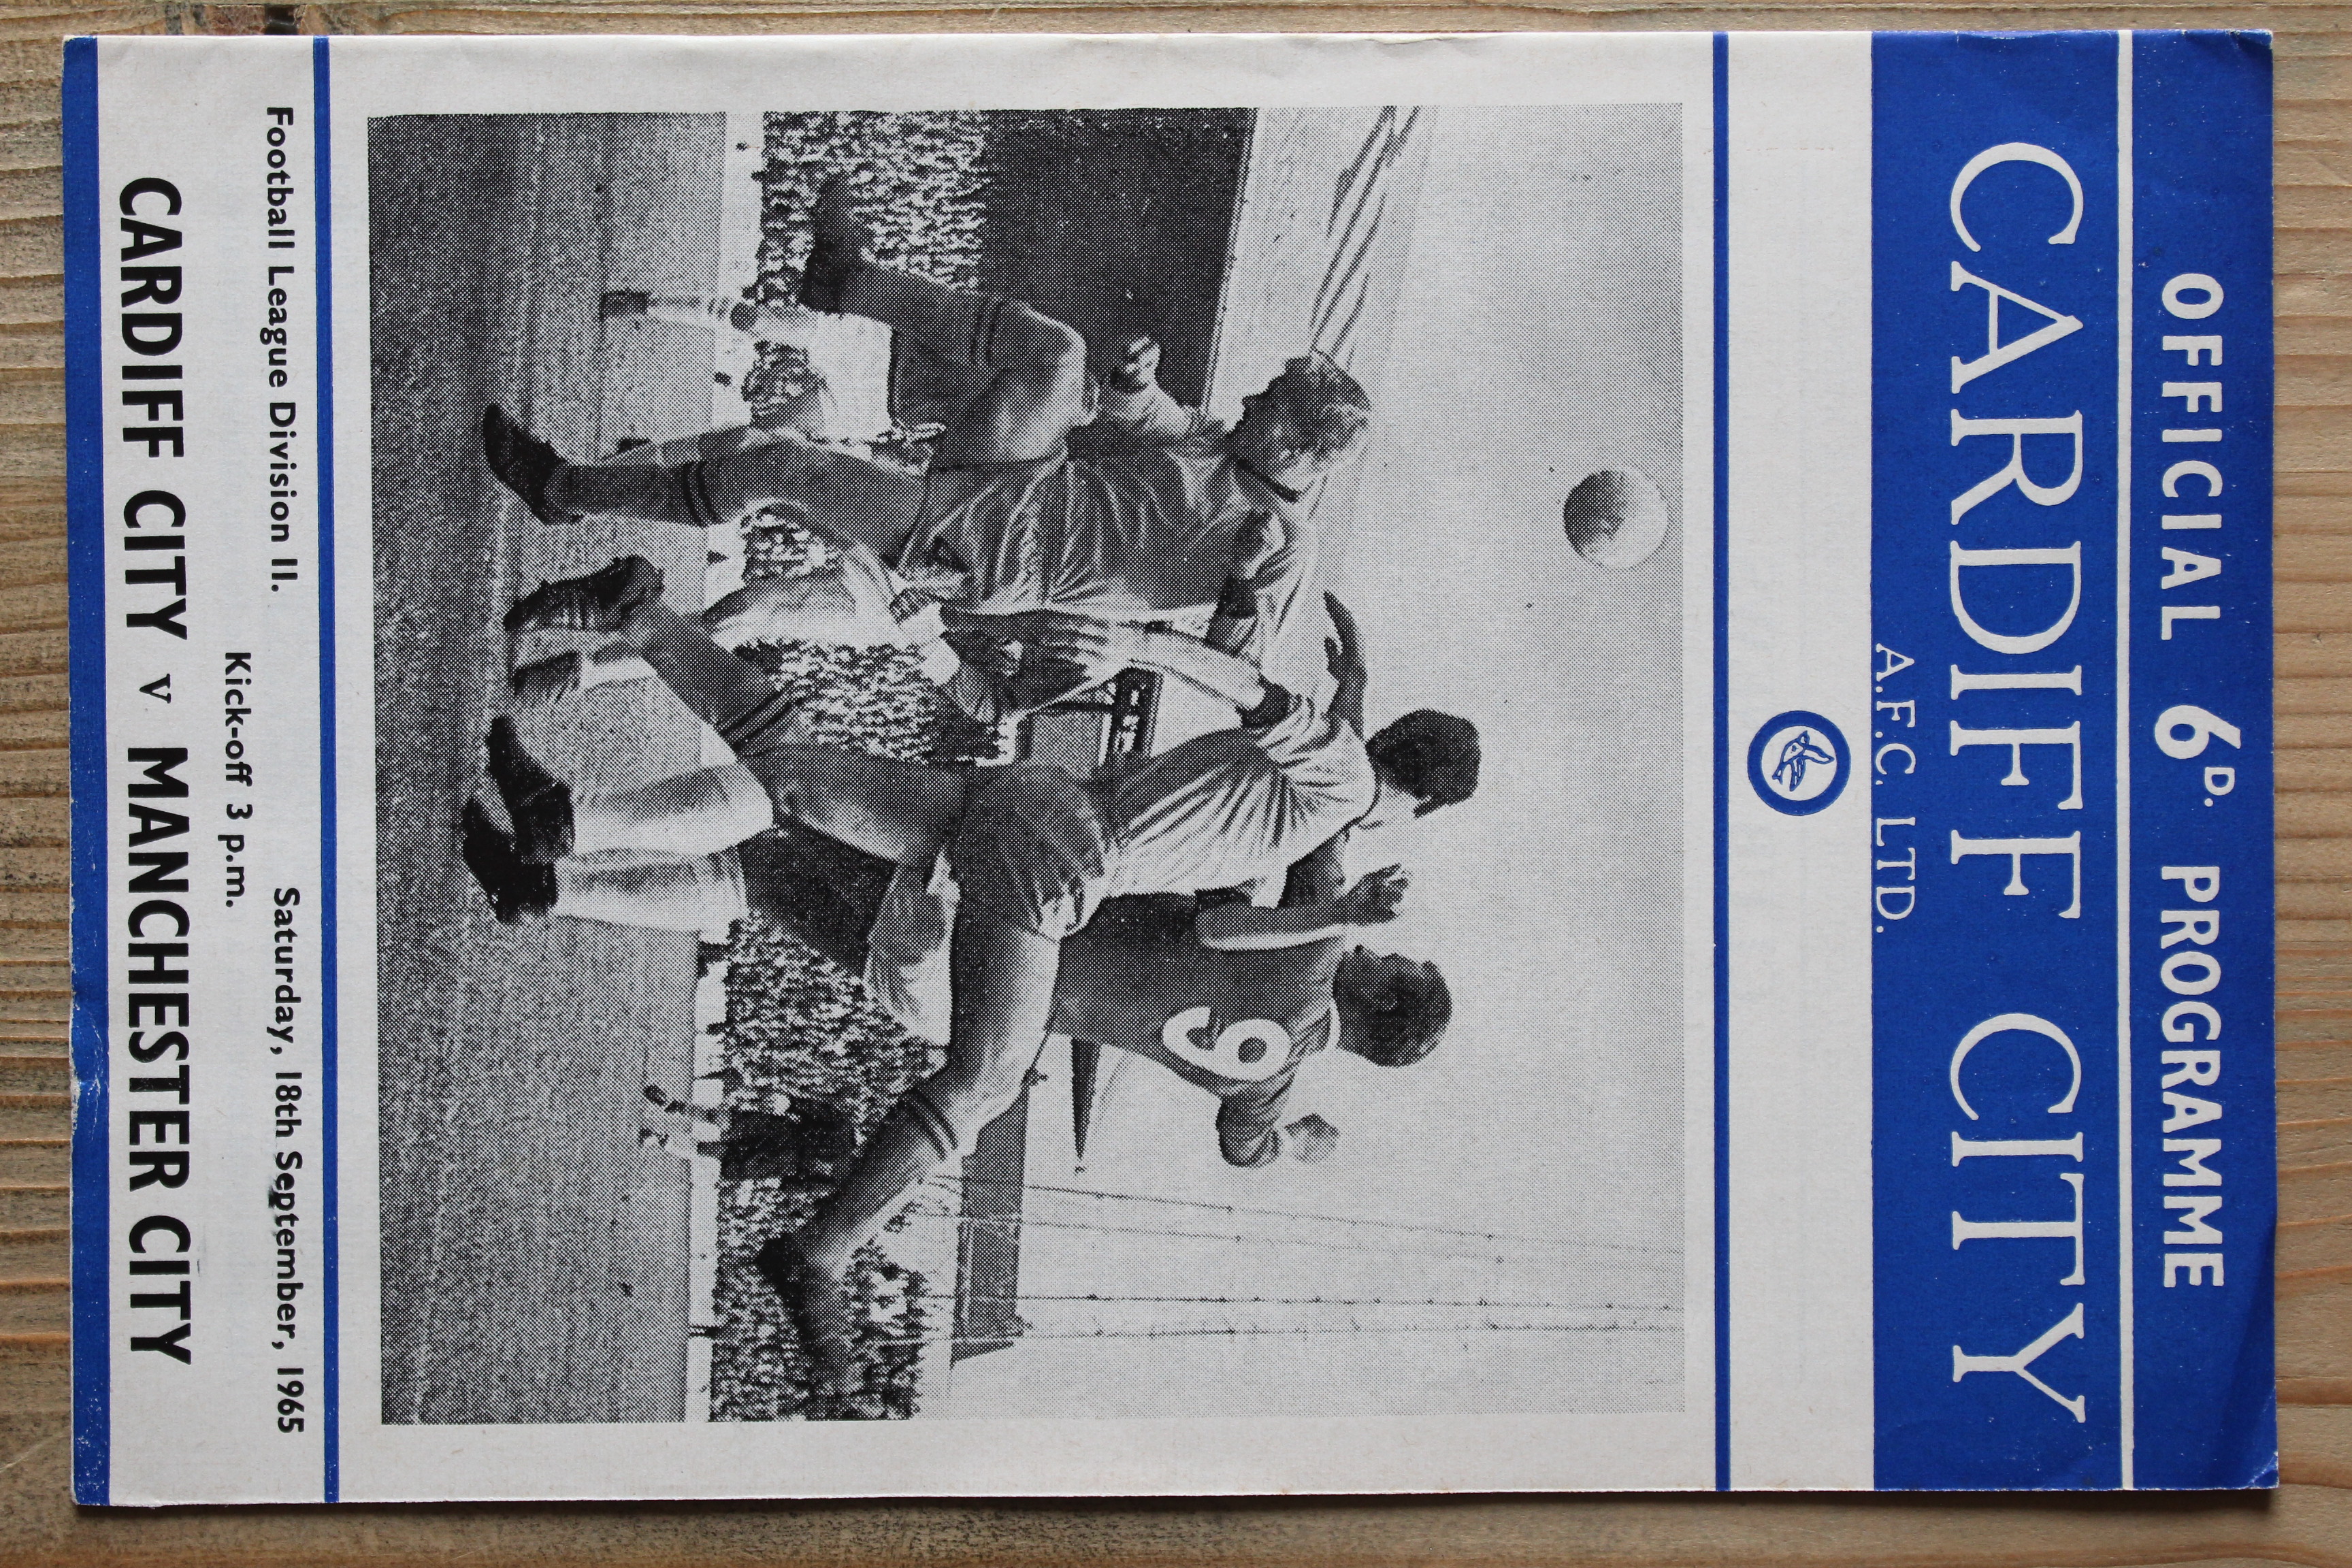 OFFICIAL 6D. PROGRAMME
CARDIFF CITY
A.F.C. LTD.
6
Football League Division II. Saturday, 18th September, 1965
Kick-off 3 p.m.
CARDIFF CITY v MANCHESTER CITY